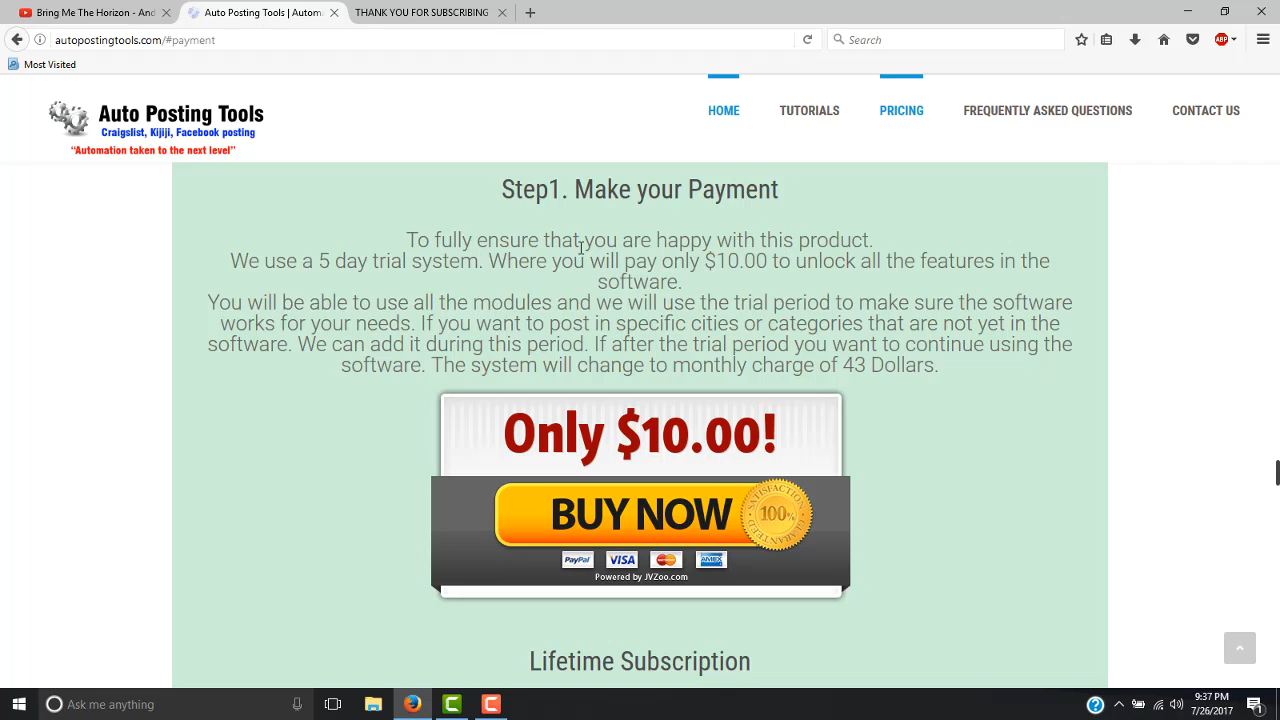 Bring Me The Horizon - And
Auto Posting Tools | Autom
THANK YOU FOR SUBSCRIBING
autopostingtools.com/#payment
Search
ABP
Most Visited
Auto Posting Tools
Craigslist, Kijiji, Facebook posting
"Automation taken to the next level"
HOME
TUTORIALS
PRICING
FREQUENTLY ASKED QUESTIONS
CONTACT US
Step1. Make your Payment
To fully ensure that you are happy with this product.
We use a 5 day trial system. Where you will pay only $10.00 to unlock all the features in the
software.
You will be able to use all the modules and we will use the trial period to make sure the software
works for your needs. If you want to post in specific cities or categories that are not yet in the
software. We can add it during this period. If after the trial period you want to continue using the
software. The system will change to monthly charge of 43 Dollars.
Only $10.00!
BUY NOW
SATISFACTION
100%
GUARANTEED
PayPal
VISA
MasterCard
AMEX
Powered by JVZoo.com
Lifetime Subscription
Ask me anything
9:37 PM
7/26/2017